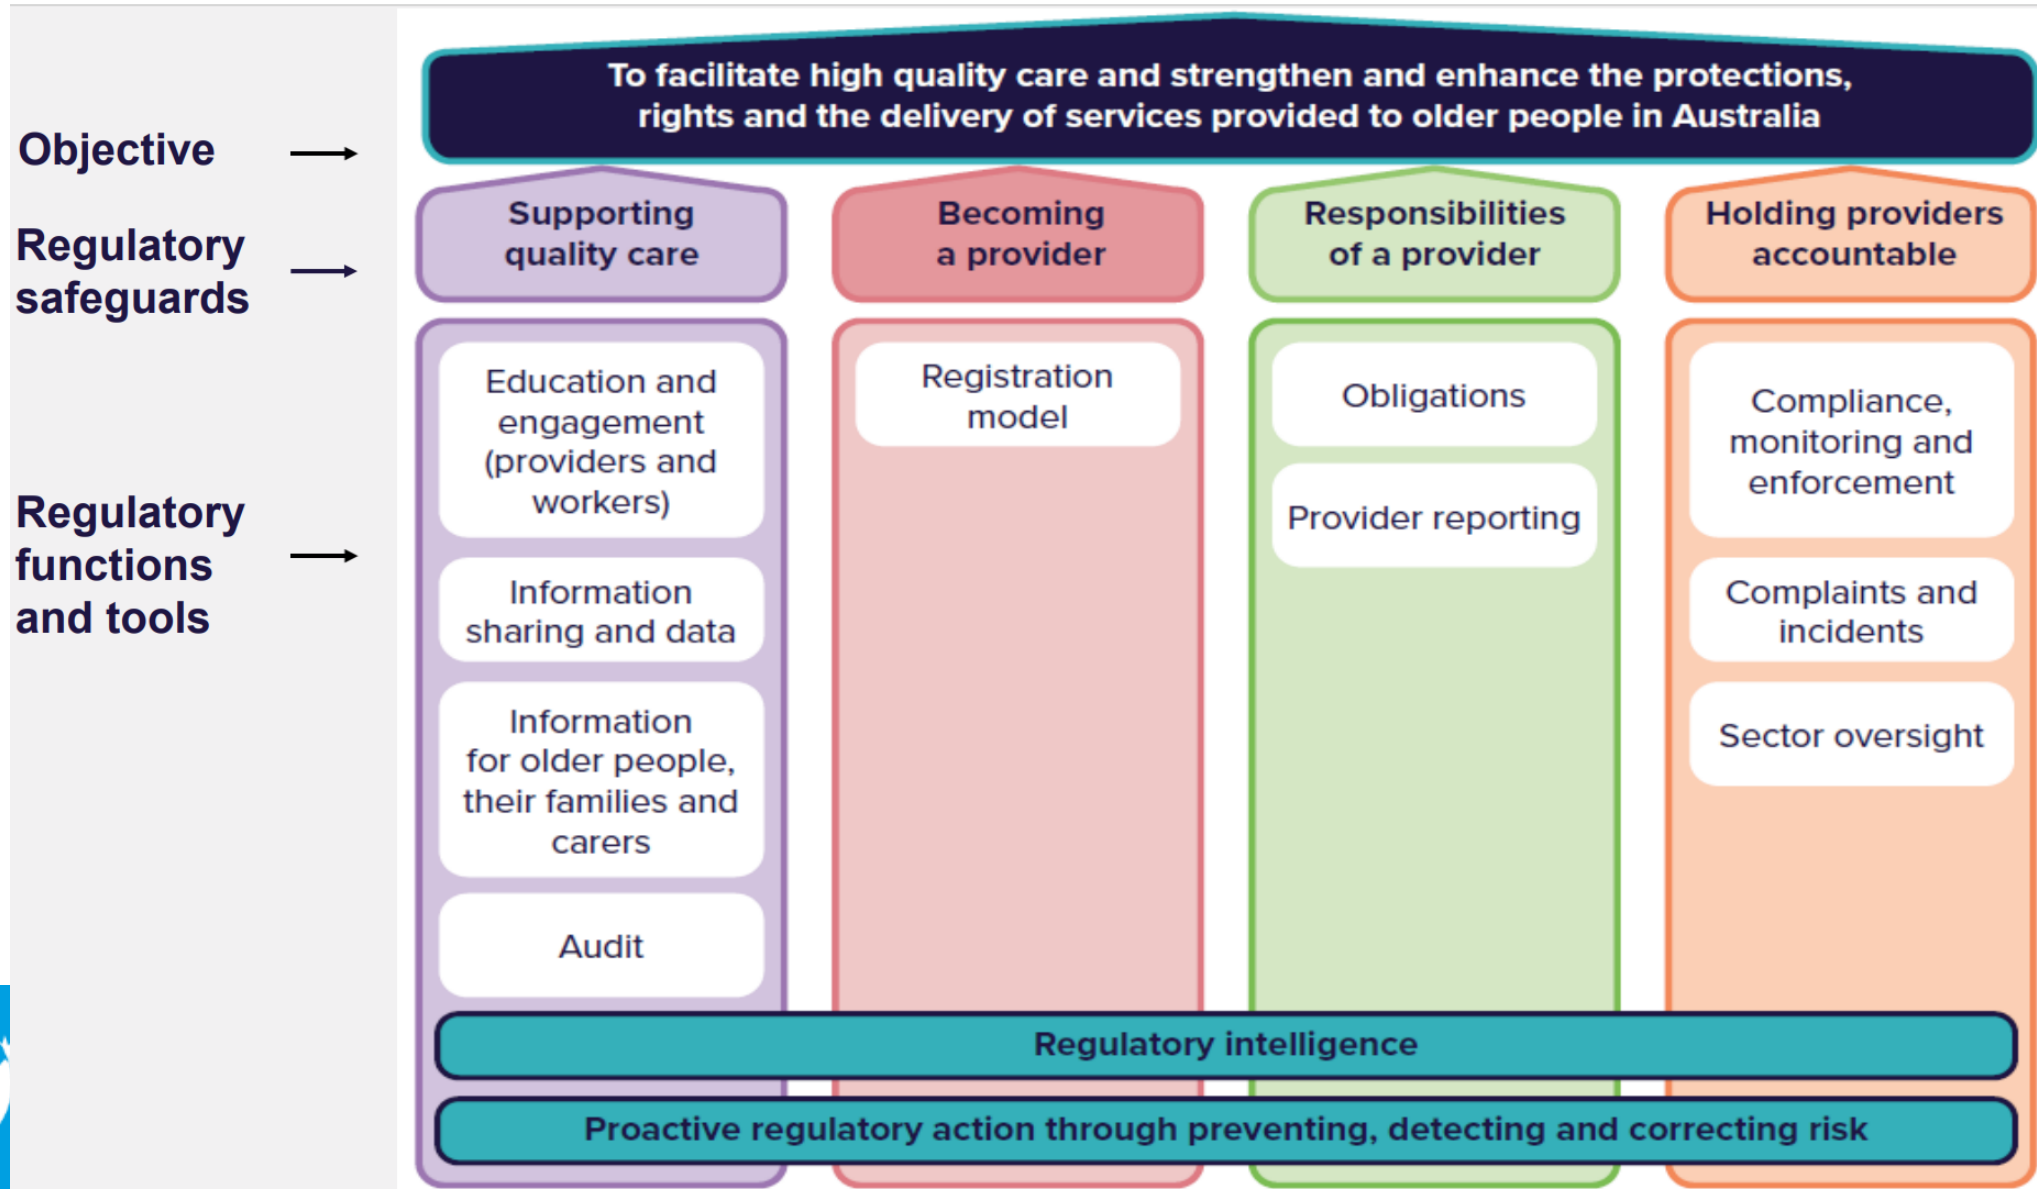 To facilitate high quality care and strengthen and enhance the protections,
rights and the delivery of services provided to older people in Australia
Objective
Regulatory
safeguards
Supporting
quality care
Becoming
a provider
Responsibilities
of a provider
Holding providers
accountable
Regulatory
functions
and tools
Education and
engagement
(providers and
workers)
Information
sharing and data
Information
for older people,
their families and
carers
Audit
Registration
model
Obligations
Provider reporting
Compliance,
monitoring and
enforcement
Complaints and
incidents
Sector oversight
Regulatory intelligence
Proactive regulatory action through preventing, detecting and correcting risk